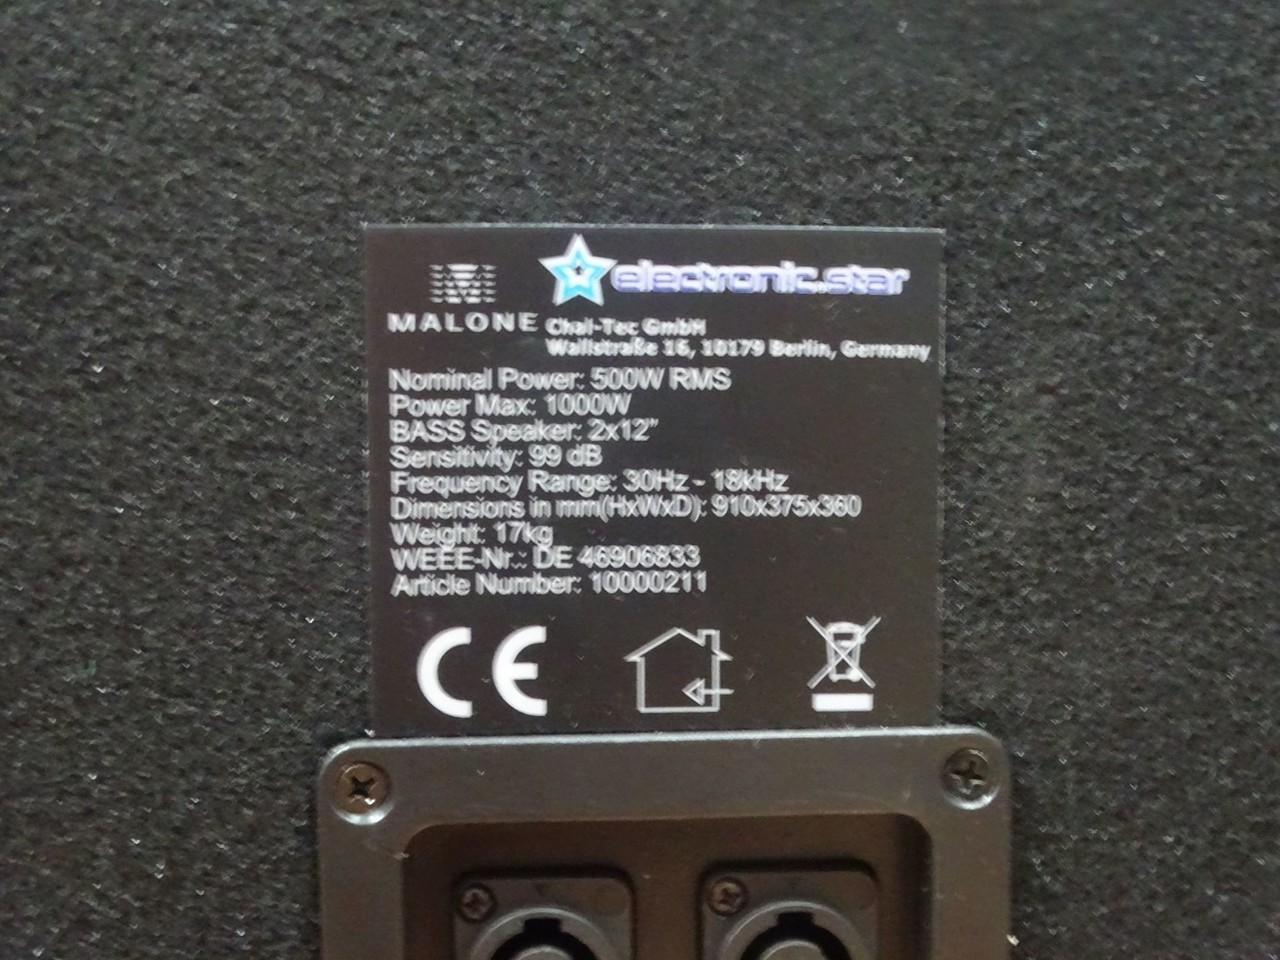 electronic-star
MALONE
Chal-Tec GmbH
Wallstraße 16, 10179 Berlin, Germany
Nominal Power: 500W RMS
Power Max: 1000W
BASS Speaker: 2x12”
Sensitivity: 99 dB
Frequency Range: 30Hz - 18kHz
Dimensions in mm(HxWxD): 910x375x360
Weight: 17kg
WEEE-Nr.: DE 46906833
Article Number: 10000211
CE